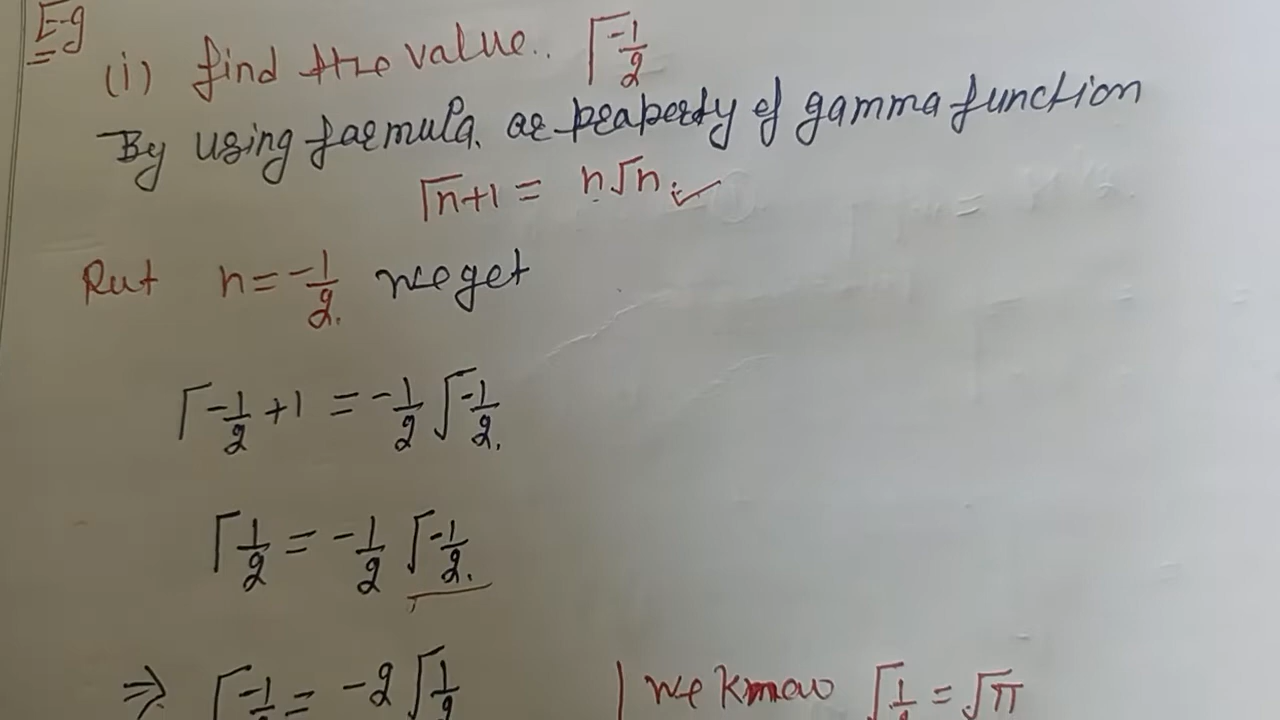 E-g
(i) find the value.. Γ-1/2
By using formula. or property of gamma function
Γn+1 = nΓn.
Put n=-1/2. we get
Γ-1/2+1 = -1/2 Γ-1/2.
Γ1/2 = -1/2 Γ-1/2.
⇒ Γ-1/2 = -2 Γ1/2 | we know Γ1/2 = √π